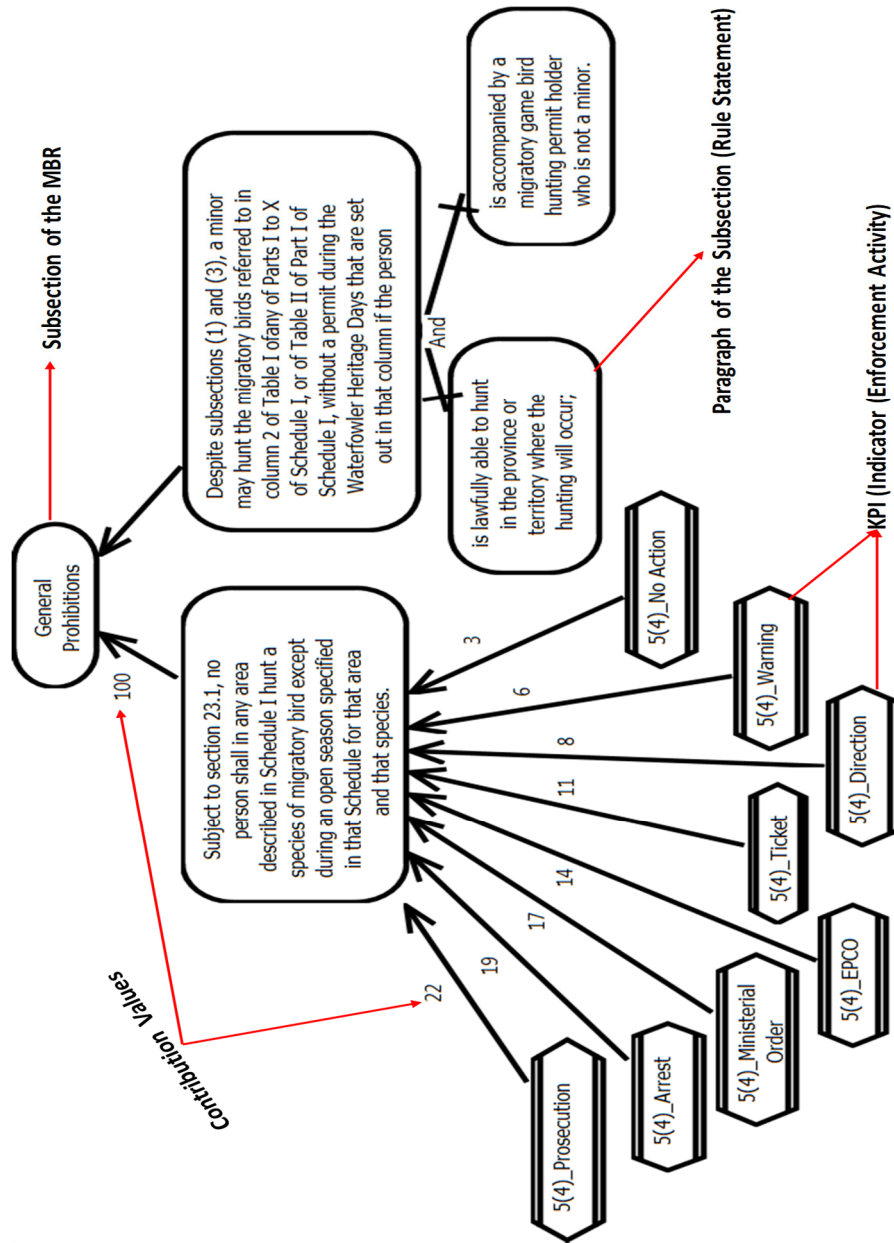 Subsection of the MBR
General
Prohibitions
Contribution Values
100
Subject to section 23.1, no
person shall in any area
described in Schedule I hunt a
species of migratory bird except
during an open season specified
in that Schedule for that area
and that species.
Despite subsections (1) and (3), a minor
may hunt the migratory birds referred to in
column 2 of Table I ofany of Parts I to X
of Schedule I, or of Table II of Part I of
Schedule I, without a permit during the
Waterfowler Heritage Days that are set
out in that column if the person
And
22
19
17
14
11
8
6
3
is lawfully able to hunt
in the province or
territory where the
hunting will occur;
is accompanied by a
migratory game bird
hunting permit holder
who is not a minor.
5(4)_Prosecution
5(4)_Arrest
5(4)_Ministerial
Order
5(4)_EPCO
5(4)_Ticket
5(4)_Direction
5(4)_Warning
5(4)_No Action
Paragraph of the Subsection (Rule Statement)
KPI (Indicator (Enforcement Activity)